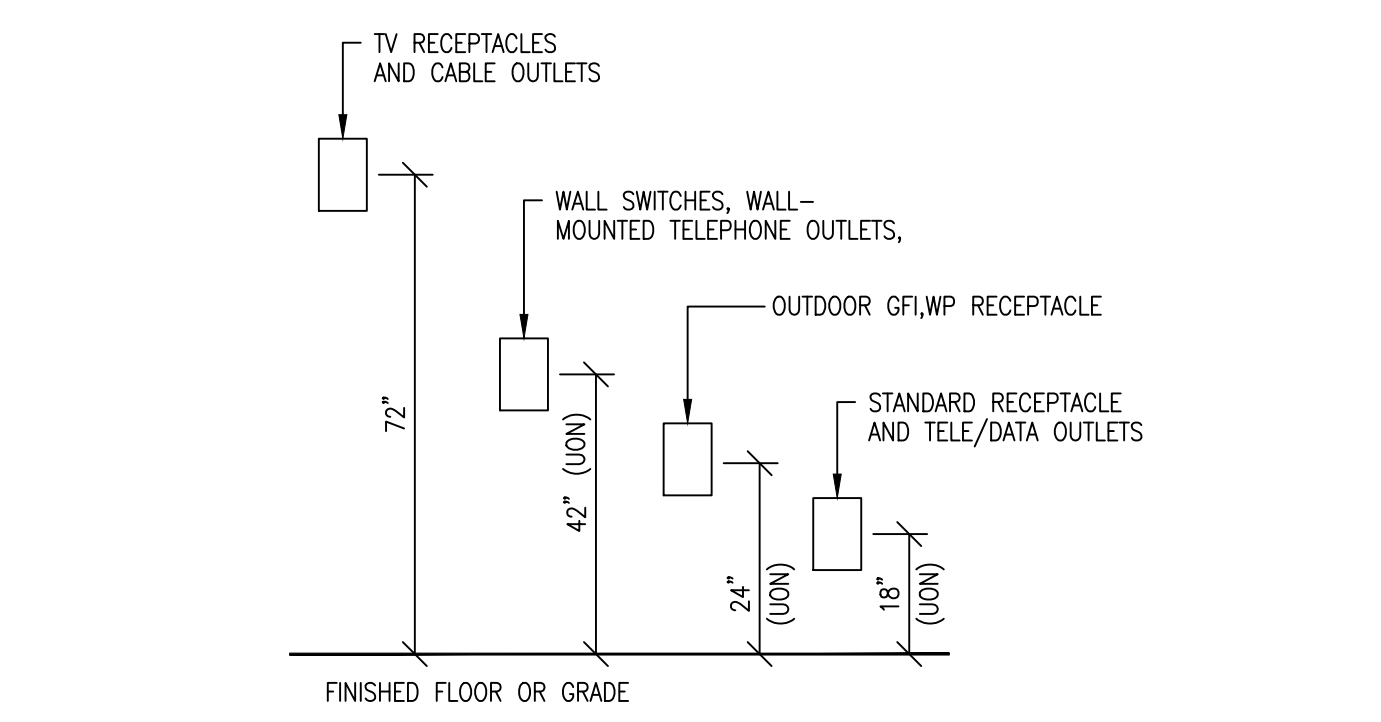 TV RECEPTACLES
AND CABLE OUTLETS
WALL SWITCHES, WALL-
MOUNTED TELEPHONE OUTLETS,
OUTDOOR GFI,WP RECEPTACLE
STANDARD RECEPTACLE
AND TELE/DATA OUTLETS
72"
42" (UON)
24"
(UON)
18"
(UON)
FINISHED FLOOR OR GRADE